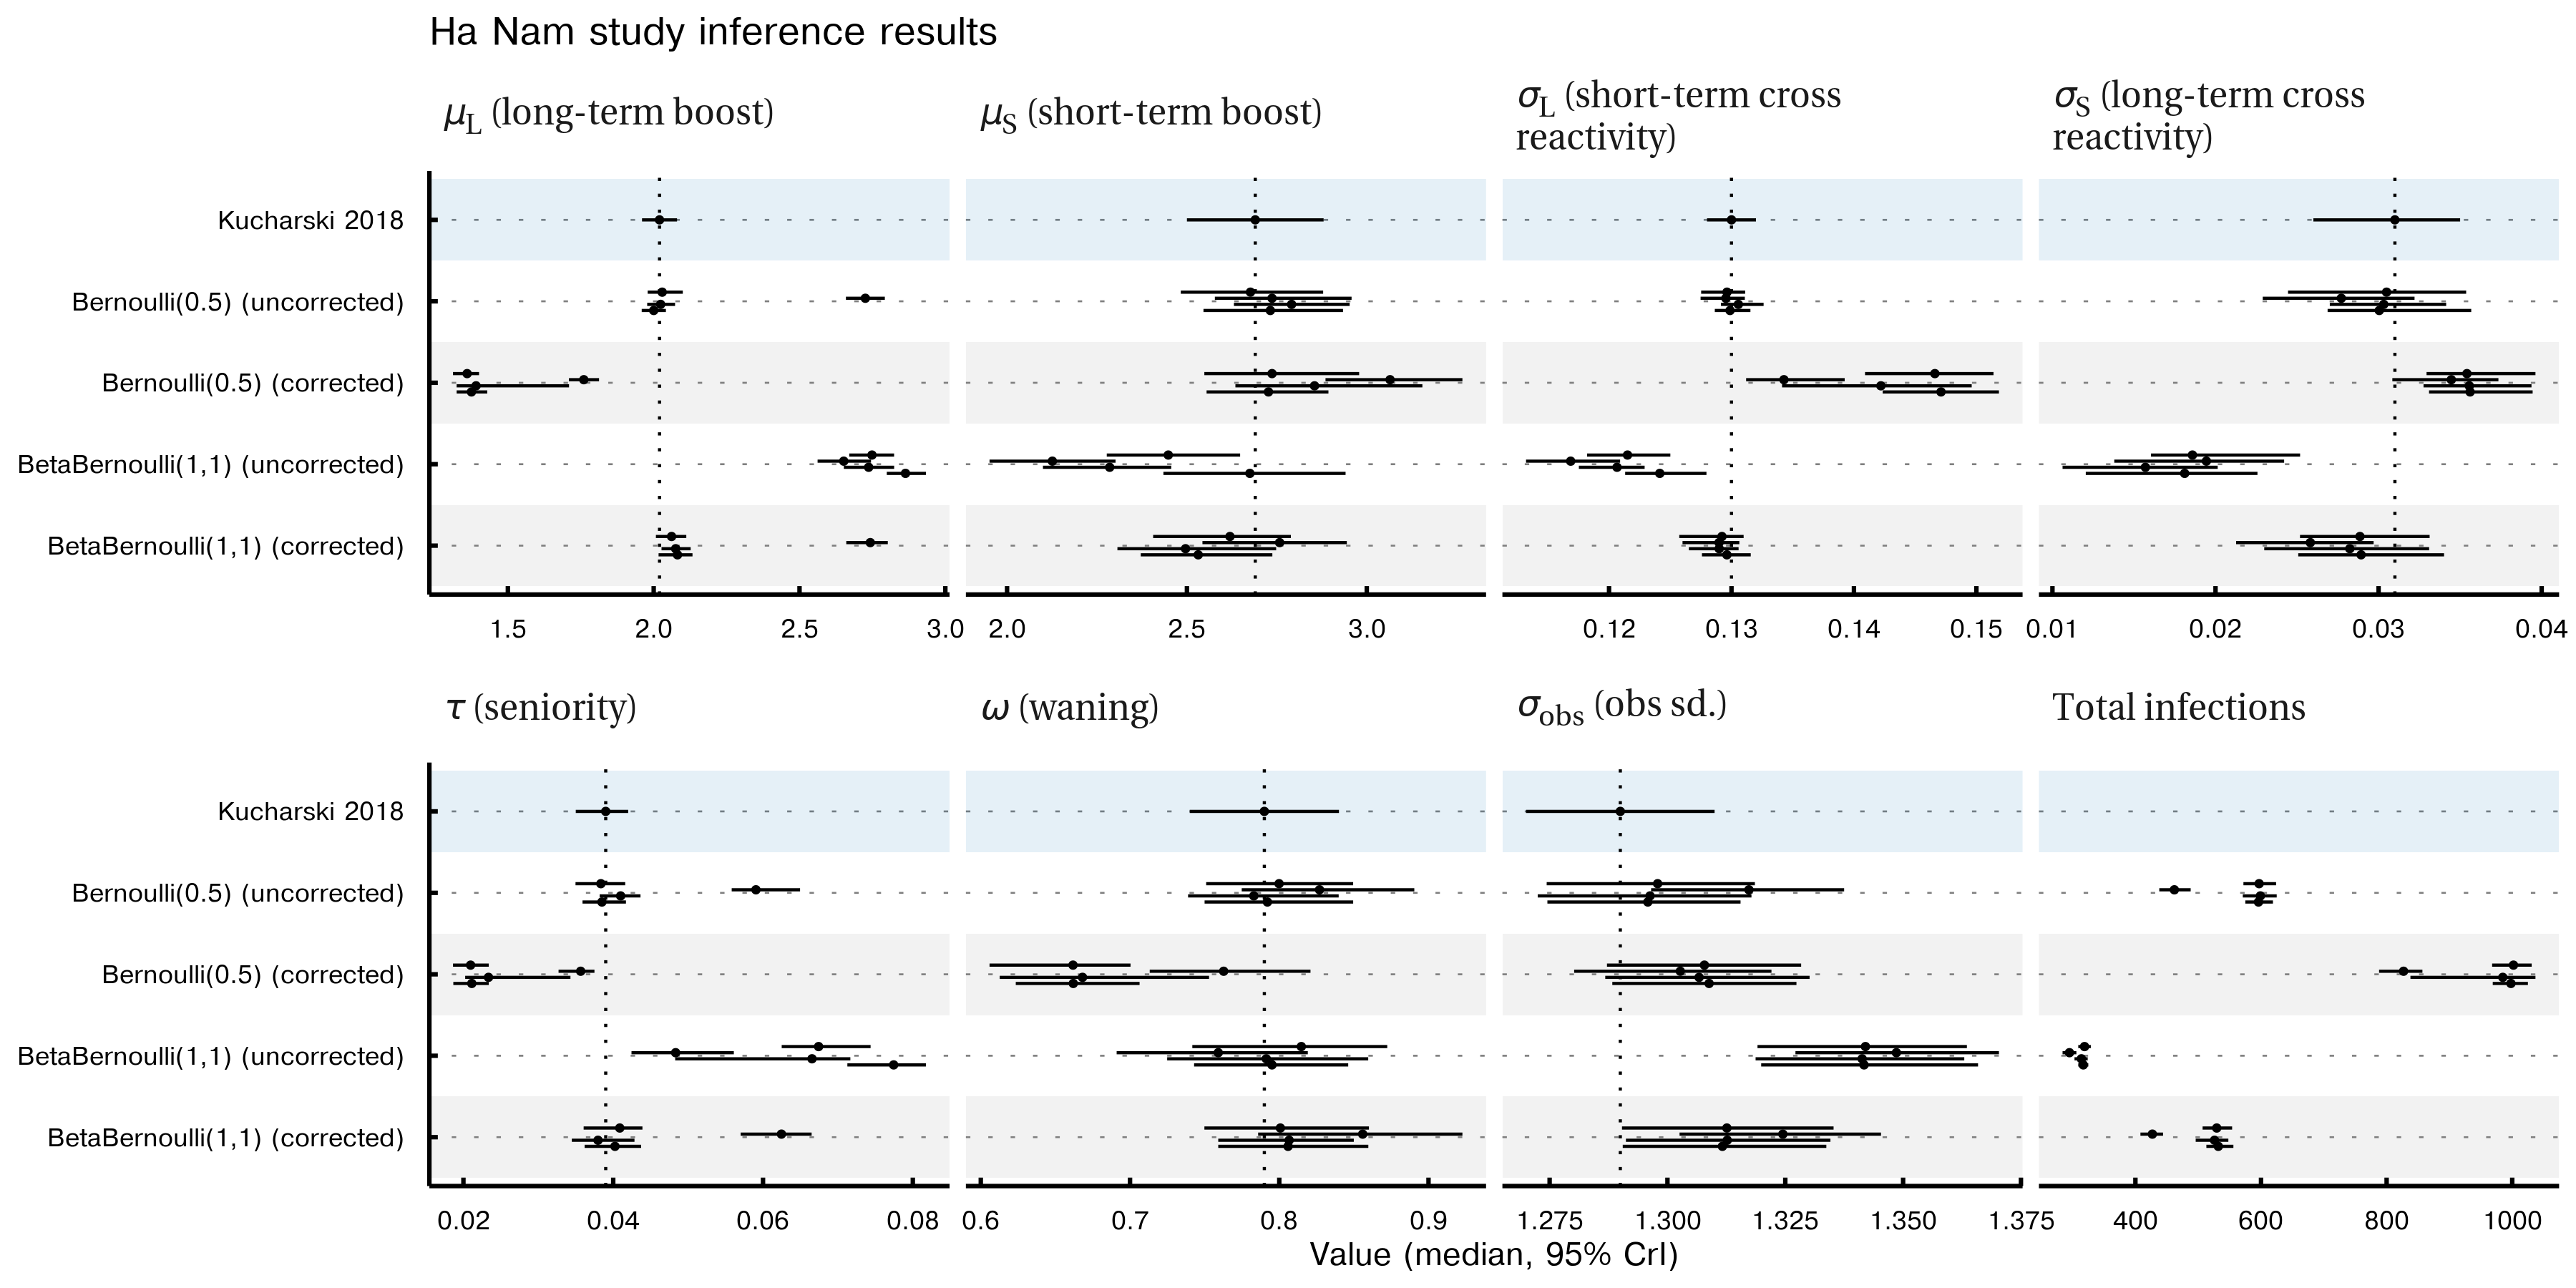 Ha Nam study inference results
μL (long-term boost)
μS (short-term boost)
σL (short-term cross
reactivity)
σS (long-term cross
reactivity)
Kucharski 2018
Bernoulli(0.5) (uncorrected)
Bernoulli(0.5) (corrected)
BetaBernoulli(1,1) (uncorrected)
BetaBernoulli(1,1) (corrected)
1.5 2.0 2.5 3.0
2.0 2.5 3.0
0.12 0.13 0.14 0.15
0.01 0.02 0.03 0.04
τ (seniority)
ω (waning)
σobs (obs sd.)
Total infections
Kucharski 2018
Bernoulli(0.5) (uncorrected)
Bernoulli(0.5) (corrected)
BetaBernoulli(1,1) (uncorrected)
BetaBernoulli(1,1) (corrected)
0.02 0.04 0.06 0.08
0.6 0.7 0.8 0.9
1.275 1.300 1.325 1.350 1.375
400 600 800 1000
Value (median, 95% CrI)